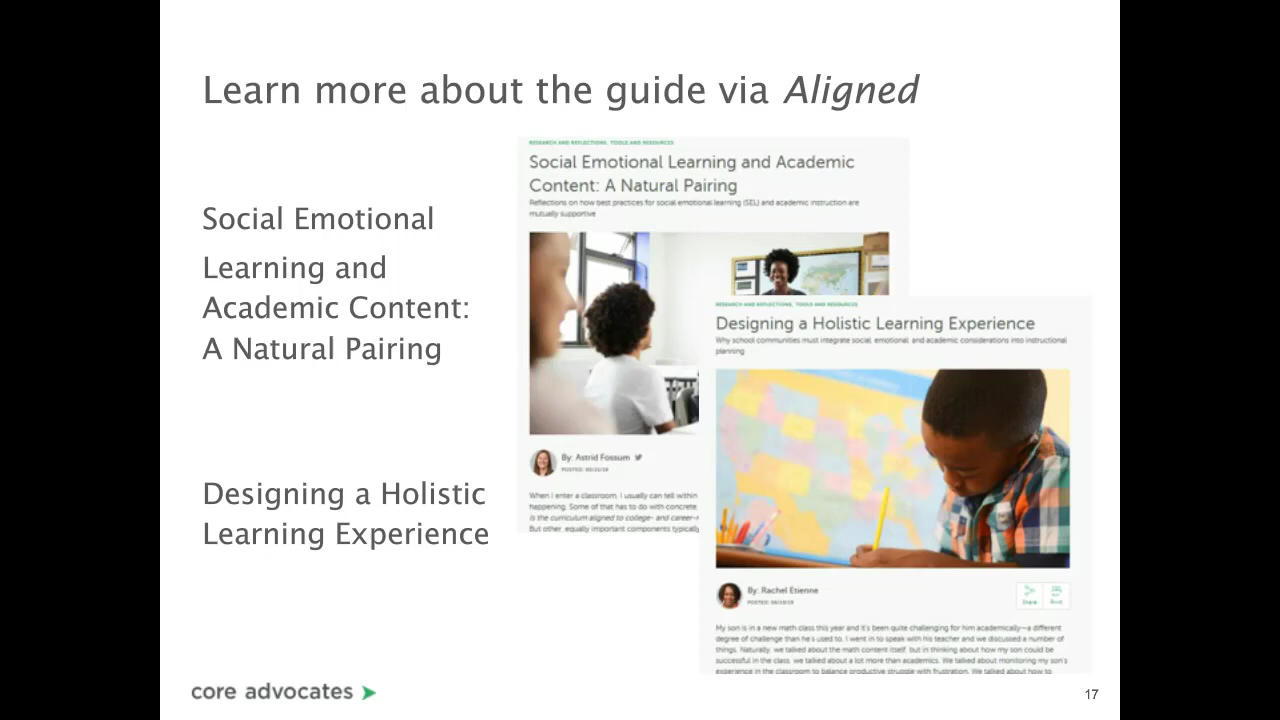 Learn more about the guide via Aligned
Social Emotional
Learning and
Academic Content:
A Natural Pairing
Designing a Holistic
Learning Experience
RESEARCH AND REFLECTIONS, TOOLS AND RESOURCES
Social Emotional Learning and Academic
Content: A Natural Pairing
Reflections on how best practices for social emotional learning (SEL) and academic instruction are
mutually supportive
By: Astrid Fossum
When I enter a classroom, I usually can tell within
happening. Some of that has to do with concrete
is the curriculum aligned to college- and career-
But other, equally important components typically
RESEARCH AND REFLECTIONS, TOOLS AND RESOURCES
Designing a Holistic Learning Experience
Why school communities must integrate social, emotional, and academic considerations into instructional
planning
By: Rachel Etienne
Share Print
My son is in a new math class this year and it's been quite challenging for him academically—a different
degree of challenge than he's used to. I went in to speak with his teacher and we discussed a number of
things. Naturally, we talked about the math content itself, but in thinking about how my son could be
successful in the class, we talked about a lot more than academics. We talked about monitoring my son's
experience in the classroom to balance productive struggle with frustration. We talked about how to
core advocates
17